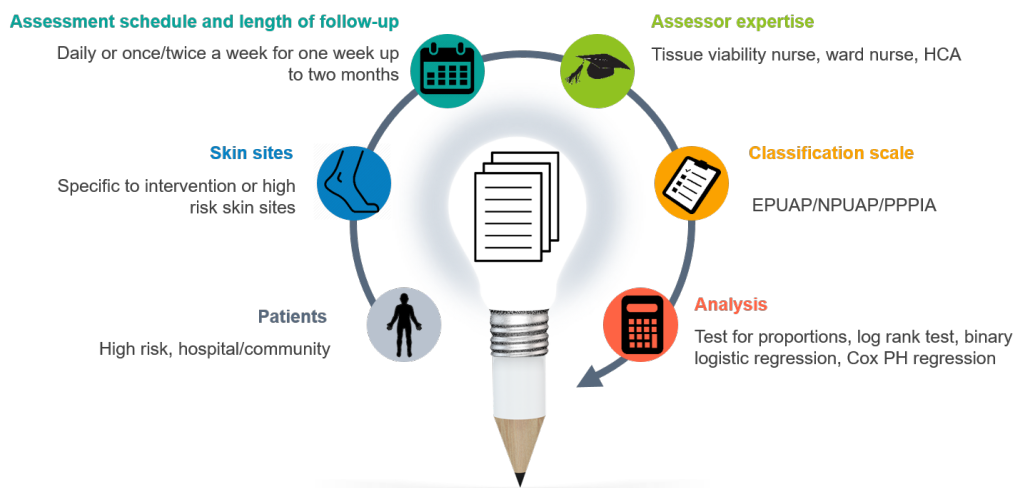 Assessment schedule and length of follow-up
Daily or once/twice a week for one week up
to two months
Assessor expertise
Tissue viability nurse, ward nurse, HCA
Skin sites
Specific to intervention or high
risk skin sites
Classification scale
EPUAP/NPUAP/PPPIA
Patients
High risk, hospital/community
Analysis
Test for proportions, log rank test, binary
logistic regression, Cox PH regression